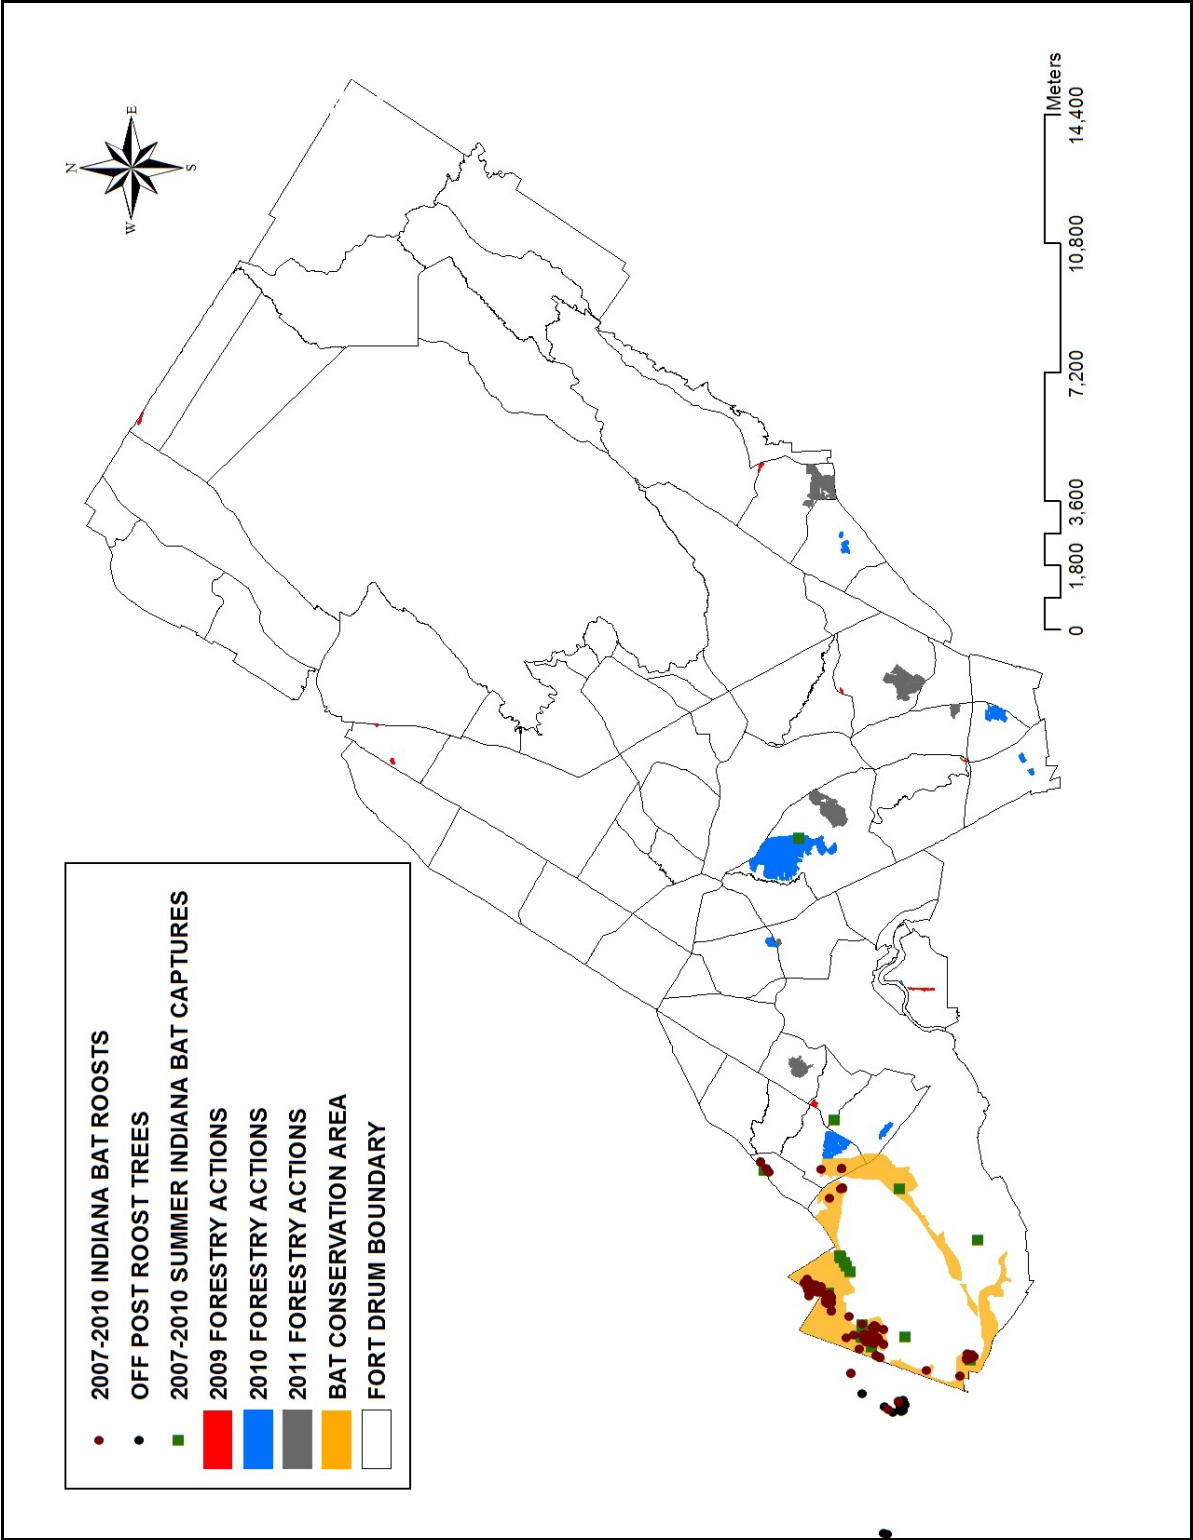 N
W
E
S
2007-2010 INDIANA BAT ROOSTS
OFF POST ROOST TREES
2007-2010 SUMMER INDIANA BAT CAPTURES
2009 FORESTRY ACTIONS
2010 FORESTRY ACTIONS
2011 FORESTRY ACTIONS
BAT CONSERVATION AREA
FORT DRUM BOUNDARY
0 1,800 3,600 7,200 10,800 14,400
Meters